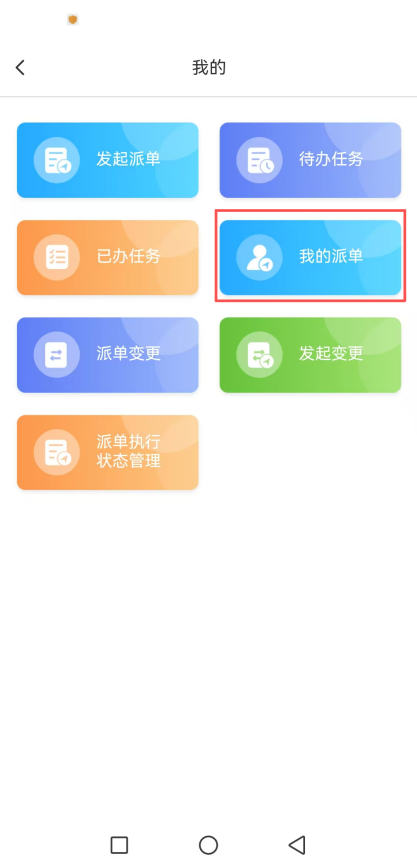 我的
发起派单
待办任务
已办任务
我的派单
派单变更
发起变更
派单执行
状态管理